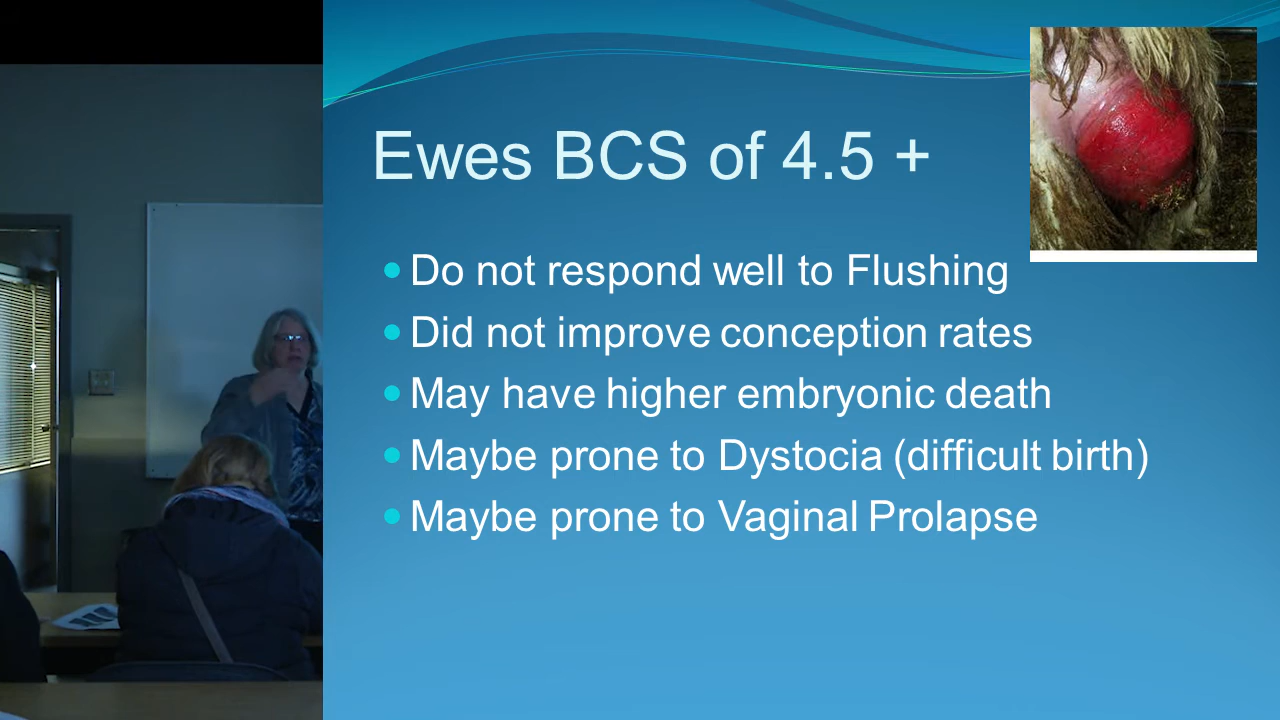 Ewes BCS of 4.5 +
Do not respond well to Flushing
Did not improve conception rates
May have higher embryonic death
Maybe prone to Dystocia (difficult birth)
Maybe prone to Vaginal Prolapse